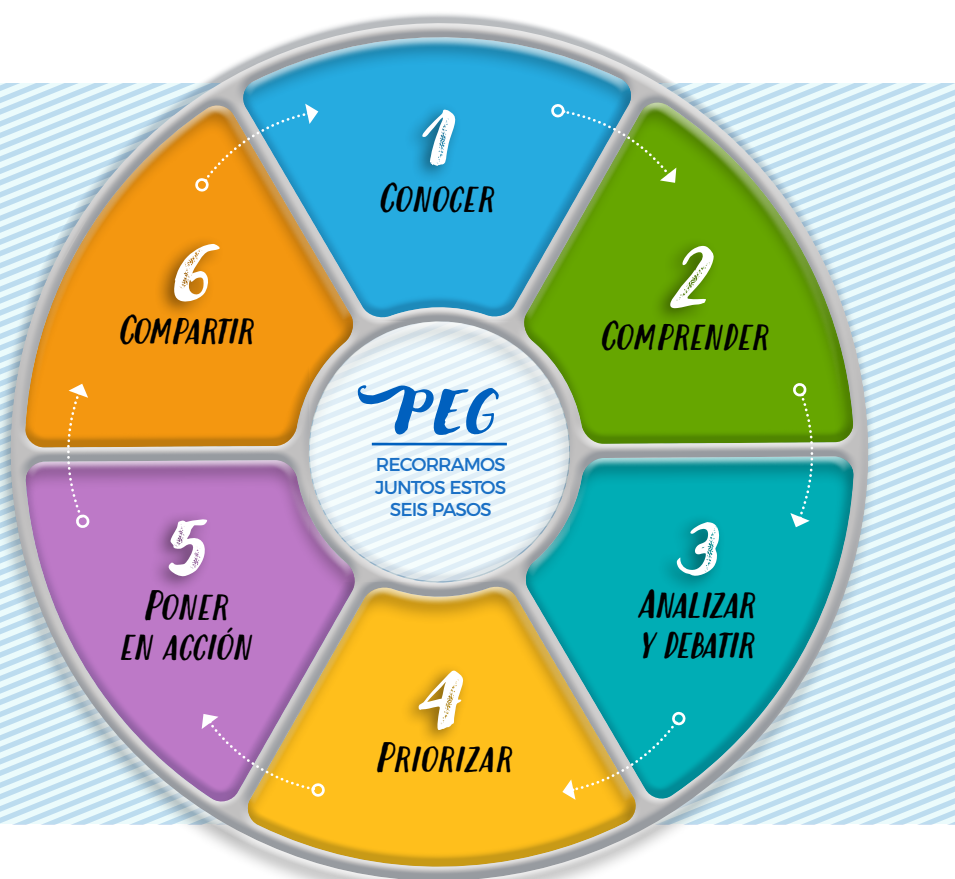 1
CONOCER
2
COMPRENDER
3
ANALIZAR
Y DEBATIR
4
PRIORIZAR
5
PONER
EN ACCIÓN
6
COMPARTIR
PEG
RECORRAMOS
JUNTOS ESTOS
SEIS PASOS